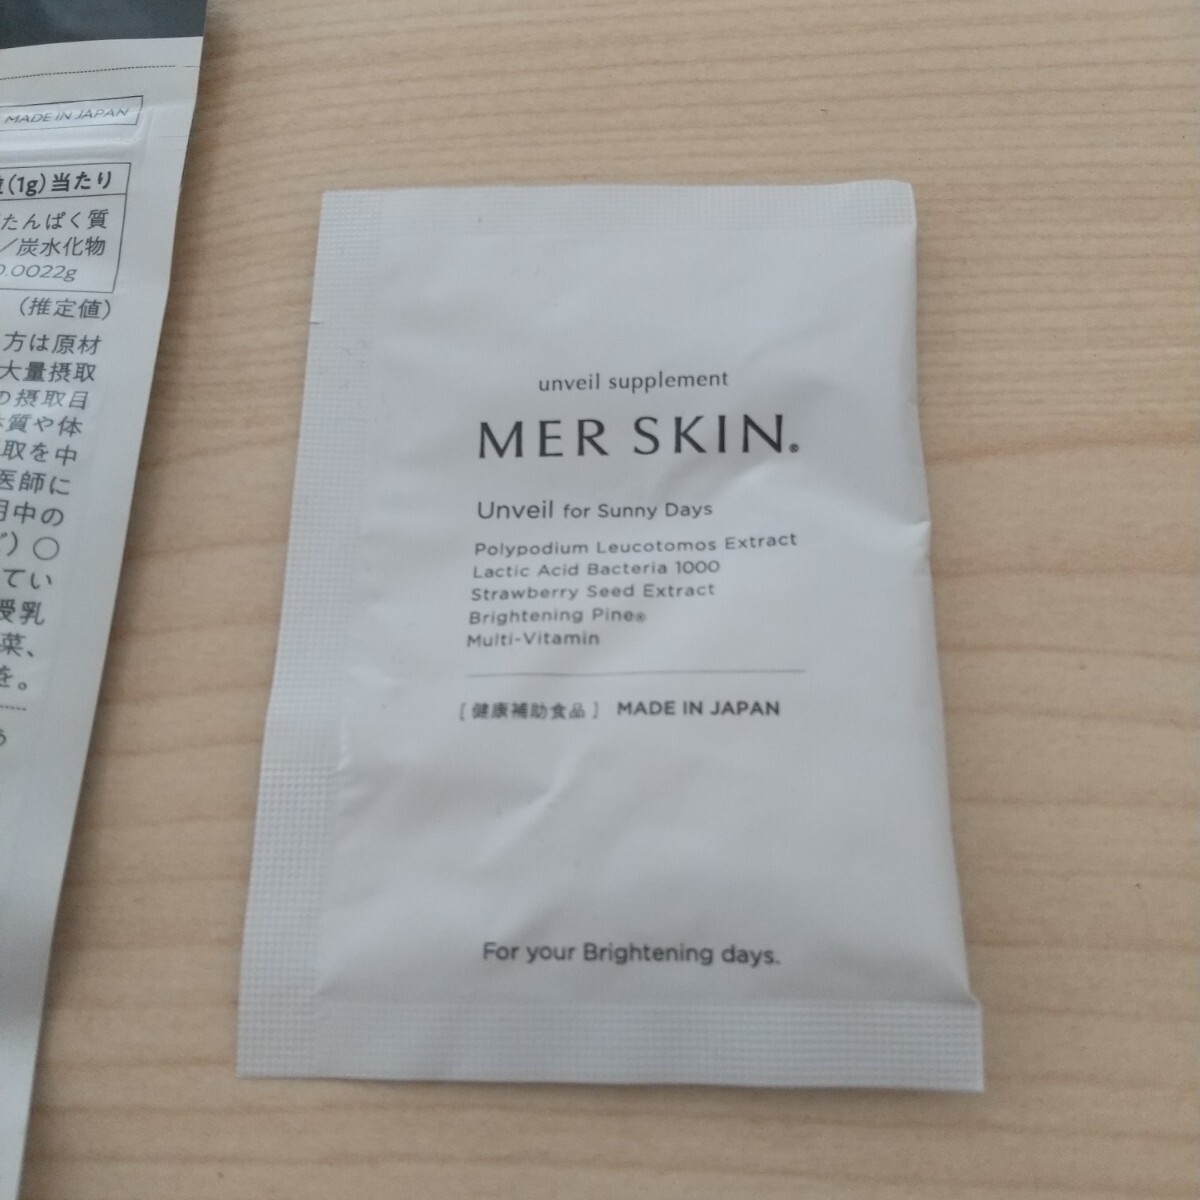 MADE IN JAPAN
(1g)当たり
たんぱく質
/炭水化物
0.0022g
(推定値)
方は原材
大量摂取
の摂取目
質や体
取を中
医師に
用中の
)○
てい
授乳
菜、
を。
unveil supplement
MER SKIN®
Unveil for Sunny Days
Polypodium Leucotomos Extract
Lactic Acid Bacteria 1000
Strawberry Seed Extract
Brightening Pine®
Multi-Vitamin
[健康補助食品] MADE IN JAPAN
For your Brightening days.